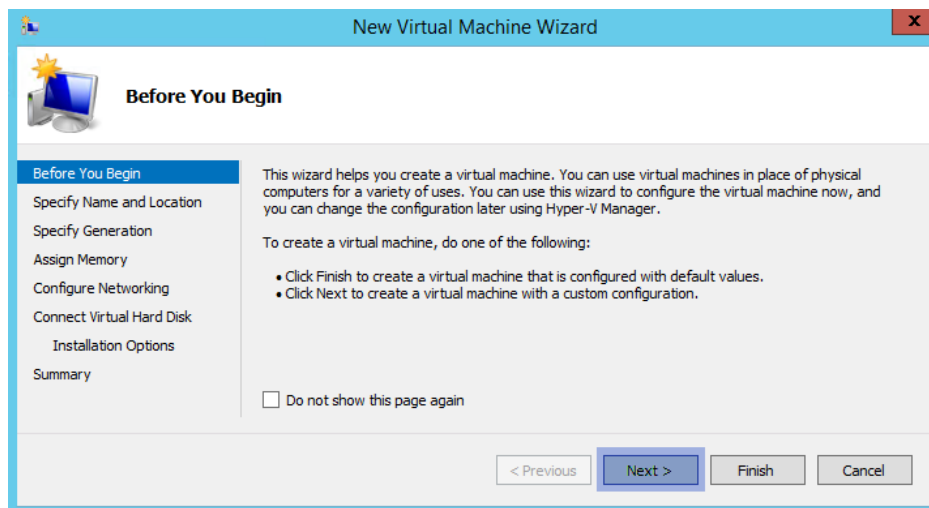 New Virtual Machine Wizard
x
Before You Begin
Before You Begin
Specify Name and Location
Specify Generation
Assign Memory
Configure Networking
Connect Virtual Hard Disk
Installation Options
Summary
This wizard helps you create a virtual machine. You can use virtual machines in place of physical
computers for a variety of uses. You can use this wizard to configure the virtual machine now, and
you can change the configuration later using Hyper-V Manager.
To create a virtual machine, do one of the following:
• Click Finish to create a virtual machine that is configured with default values.
• Click Next to create a virtual machine with a custom configuration.
Do not show this page again
< Previous
Next >
Finish
Cancel